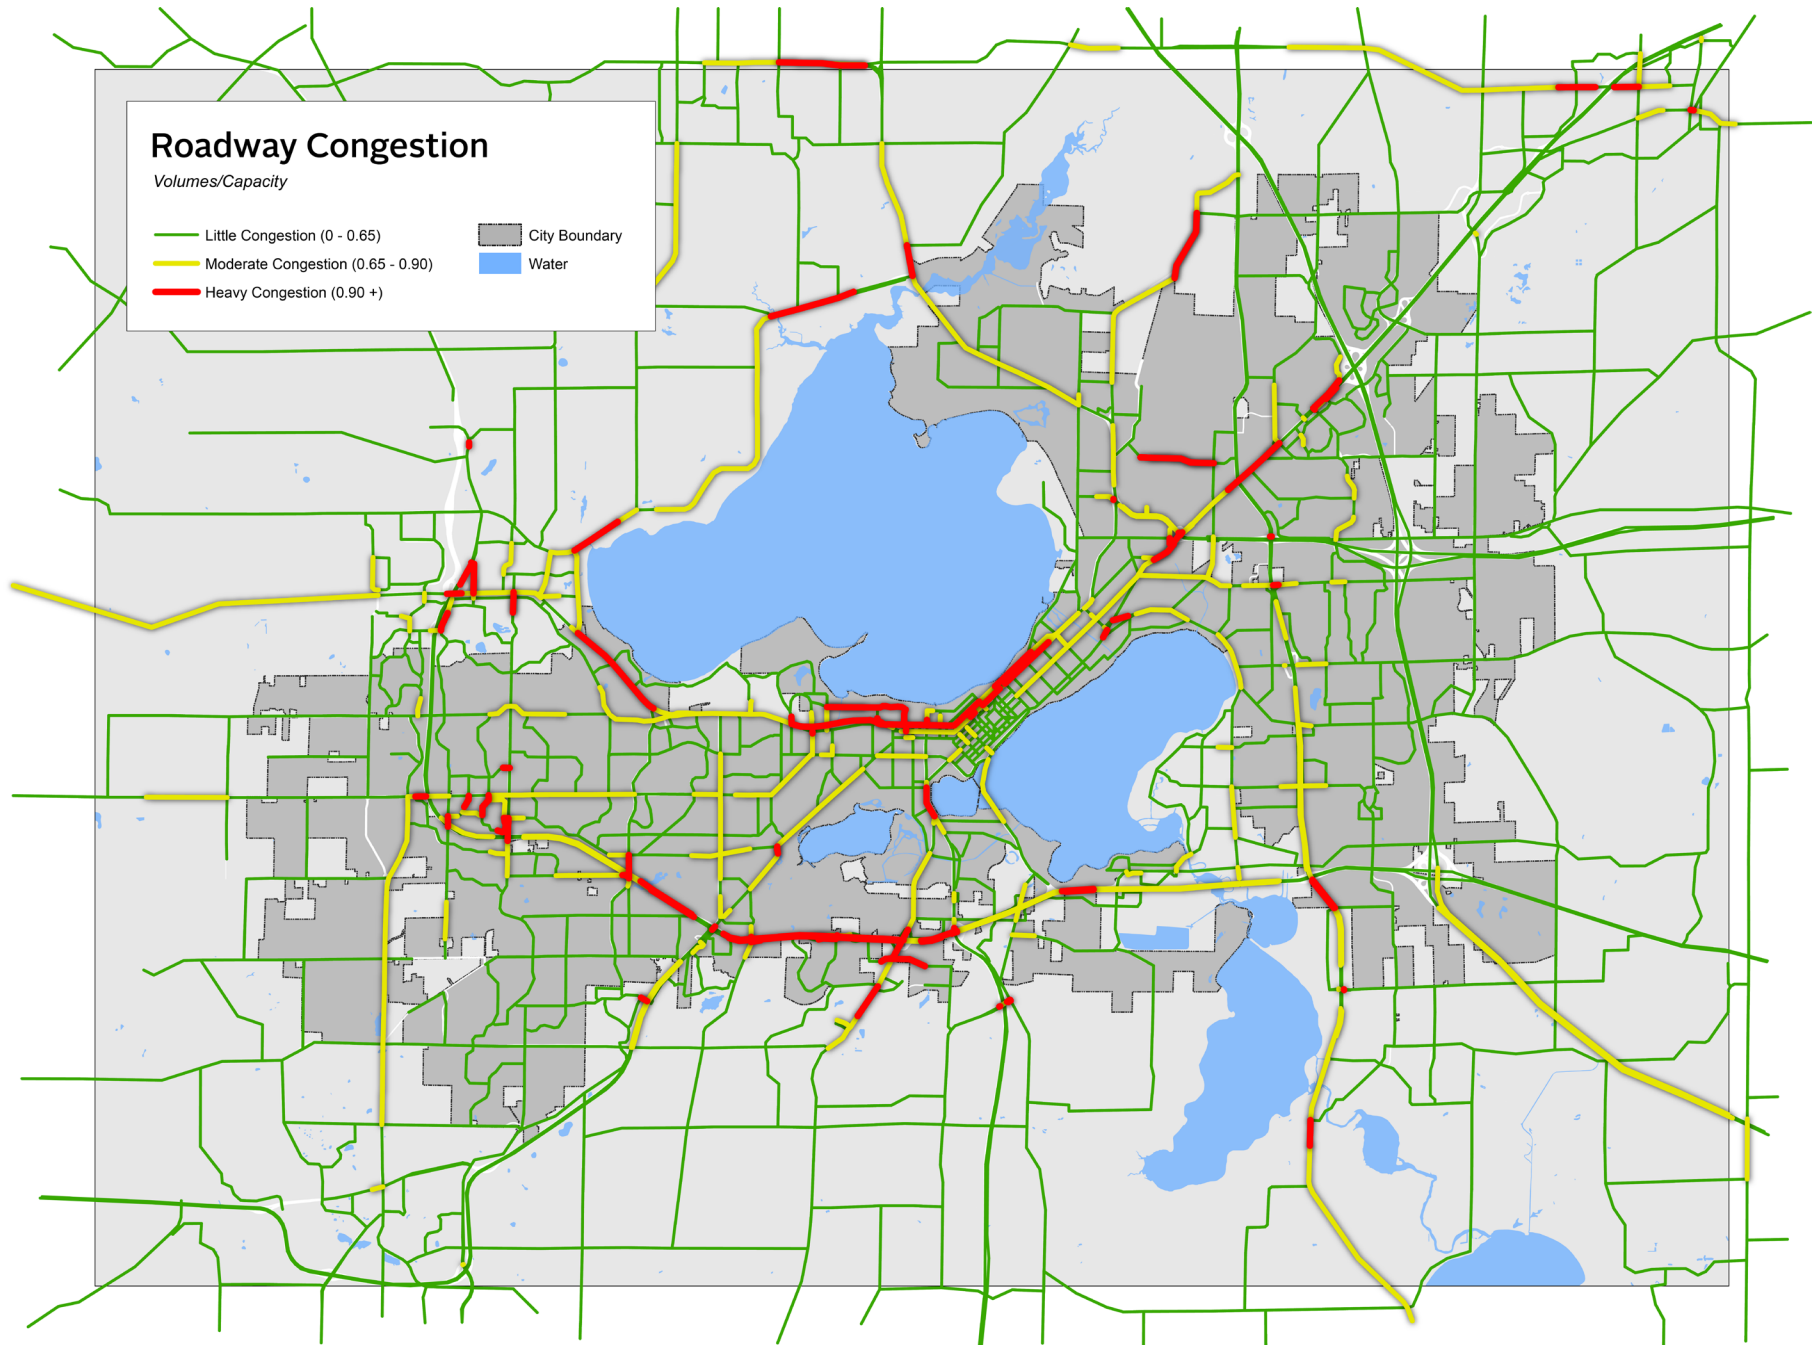 Roadway Congestion
Volumes/Capacity
Little Congestion (0 - 0.65)
Moderate Congestion (0.65 - 0.90)
Heavy Congestion (0.90 +)
City Boundary
Water